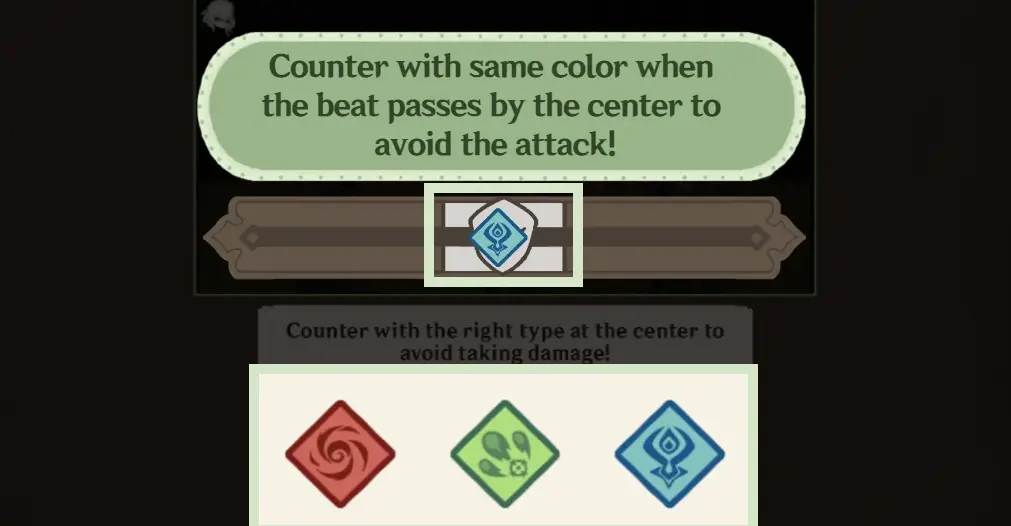 Counter with same color when
the beat passes by the center to
avoid the attack!
Counter with the right type at the center to
avoid taking damage!